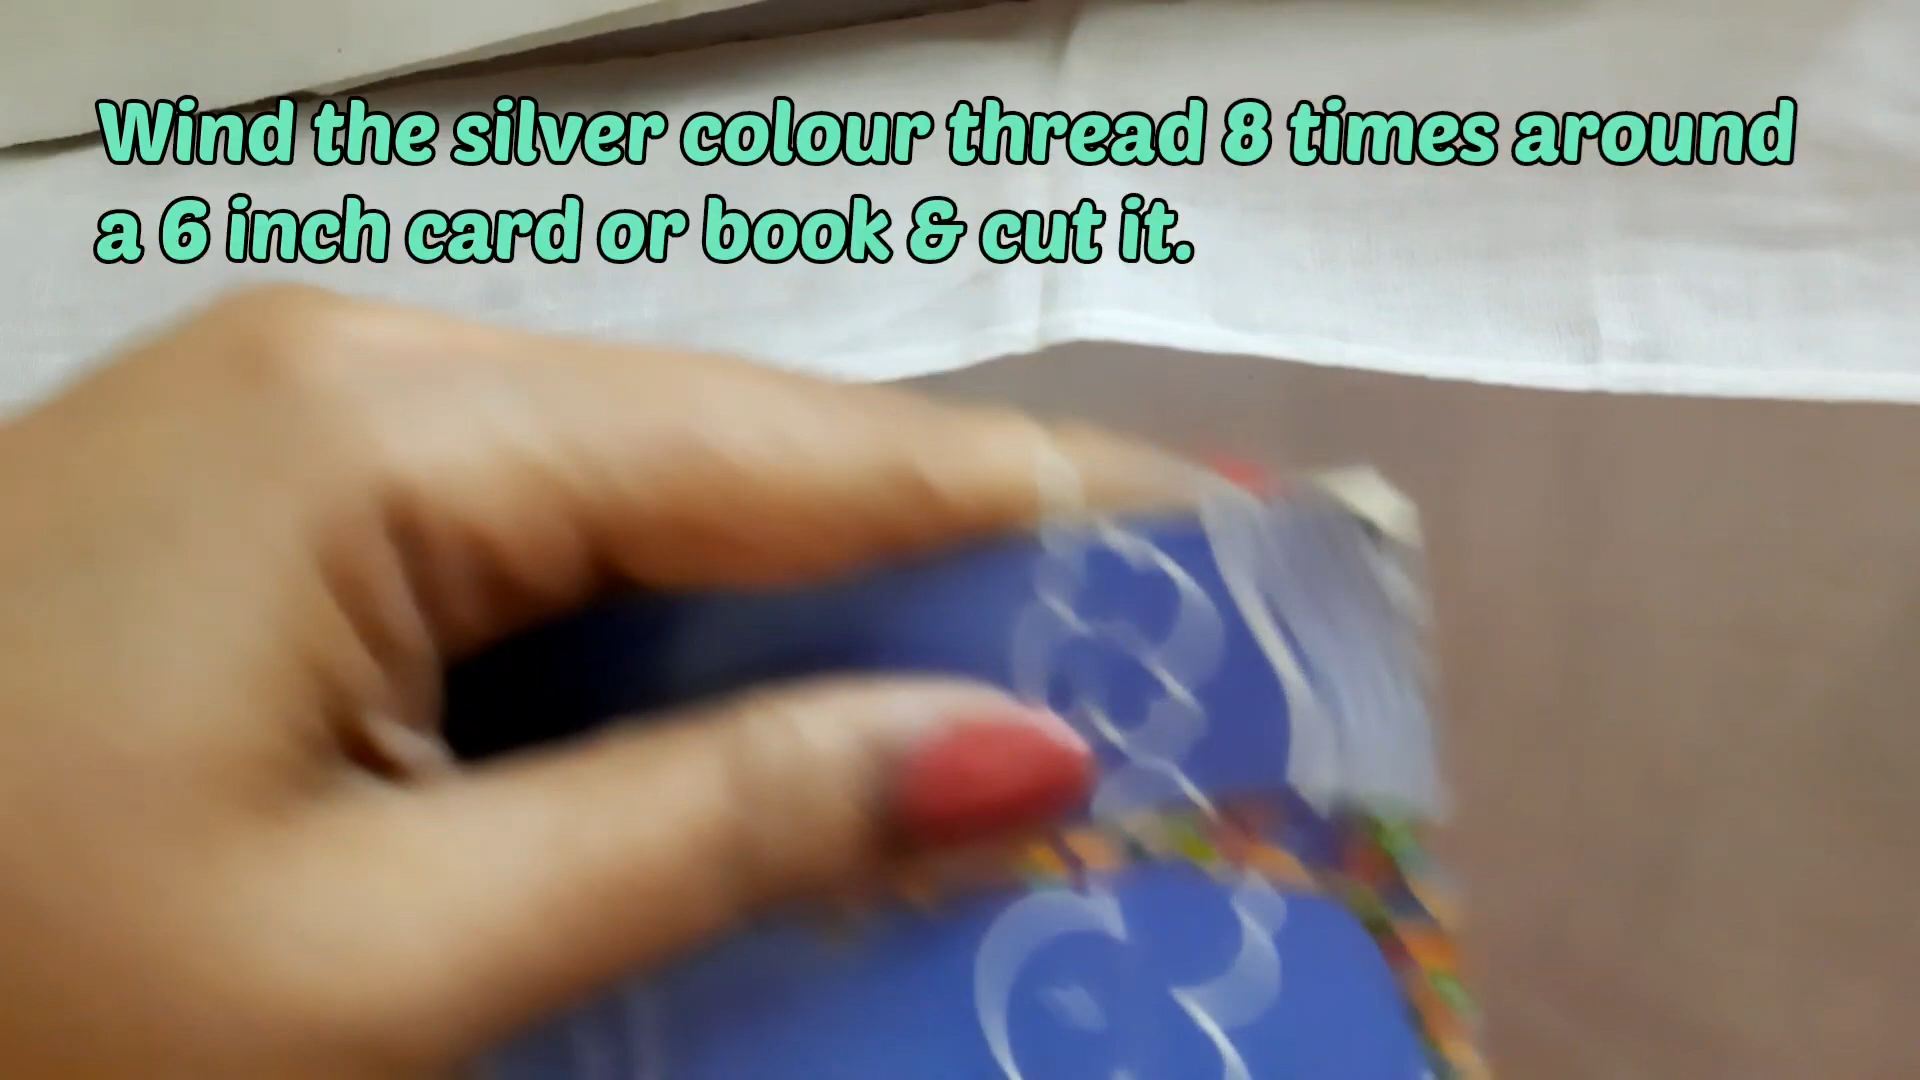 Wind the silver colour thread 8 times around
a 6 inch card or book & cut it.